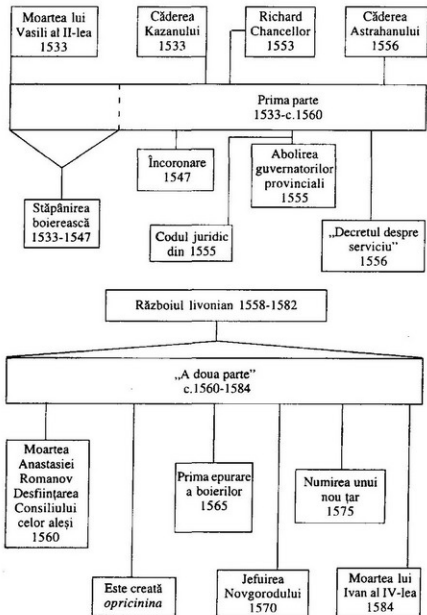 Moartea lui
Vasili al II-lea
1533
Căderea
Kazanului
1533
Richard
Chancellor
1553
Căderea
Astrahanului
1556
Prima parte
1533-c.1560
Stăpânirea
boierească
1533-1547
Încoronare
1547
Codul juridic
din 1555
Abolirea
guvernatorilor
provinciali
1555
„Decretul despre
serviciu”
1556
Războiul livonian 1558-1582
„A doua parte”
c.1560-1584
Moartea
Anastasiei
Romanov
Desfiinţarea
Consiliului
celor aleşi
1560
Este creată
opricinina
Prima epurare
a boierilor
1565
Jefuirea
Novgorodului
1570
Numirea unui
nou ţar
1575
Moartea lui
Ivan al IV-lea
1584